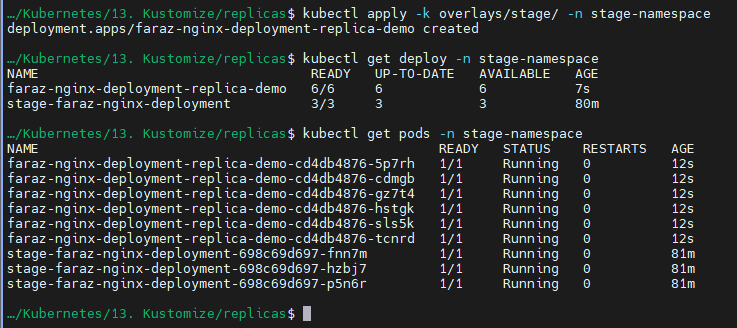 …/Kubernetes/13. Kustomize/replicas$ kubectl apply -k overlays/stage/ -n stage-namespace
deployment.apps/faraz-nginx-deployment-replica-demo created
…/Kubernetes/13. Kustomize/replicas$ kubectl get deploy -n stage-namespace
NAME READY UP-TO-DATE AVAILABLE AGE
faraz-nginx-deployment-replica-demo 6/6 6 6 7s
stage-faraz-nginx-deployment 3/3 3 3 80m
…/Kubernetes/13. Kustomize/replicas$ kubectl get pods -n stage-namespace
NAME READY STATUS RESTARTS AGE
faraz-nginx-deployment-replica-demo-cd4db4876-5p7rh 1/1 Running 0 12s
faraz-nginx-deployment-replica-demo-cd4db4876-cdmgb 1/1 Running 0 12s
faraz-nginx-deployment-replica-demo-cd4db4876-gz7t4 1/1 Running 0 12s
faraz-nginx-deployment-replica-demo-cd4db4876-hstgk 1/1 Running 0 12s
faraz-nginx-deployment-replica-demo-cd4db4876-sls5k 1/1 Running 0 12s
faraz-nginx-deployment-replica-demo-cd4db4876-tcnrd 1/1 Running 0 12s
stage-faraz-nginx-deployment-698c69d697-fnn7m 1/1 Running 0 81m
stage-faraz-nginx-deployment-698c69d697-hzbj7 1/1 Running 0 81m
stage-faraz-nginx-deployment-698c69d697-p5n6r 1/1 Running 0 81m
…/Kubernetes/13. Kustomize/replicas$